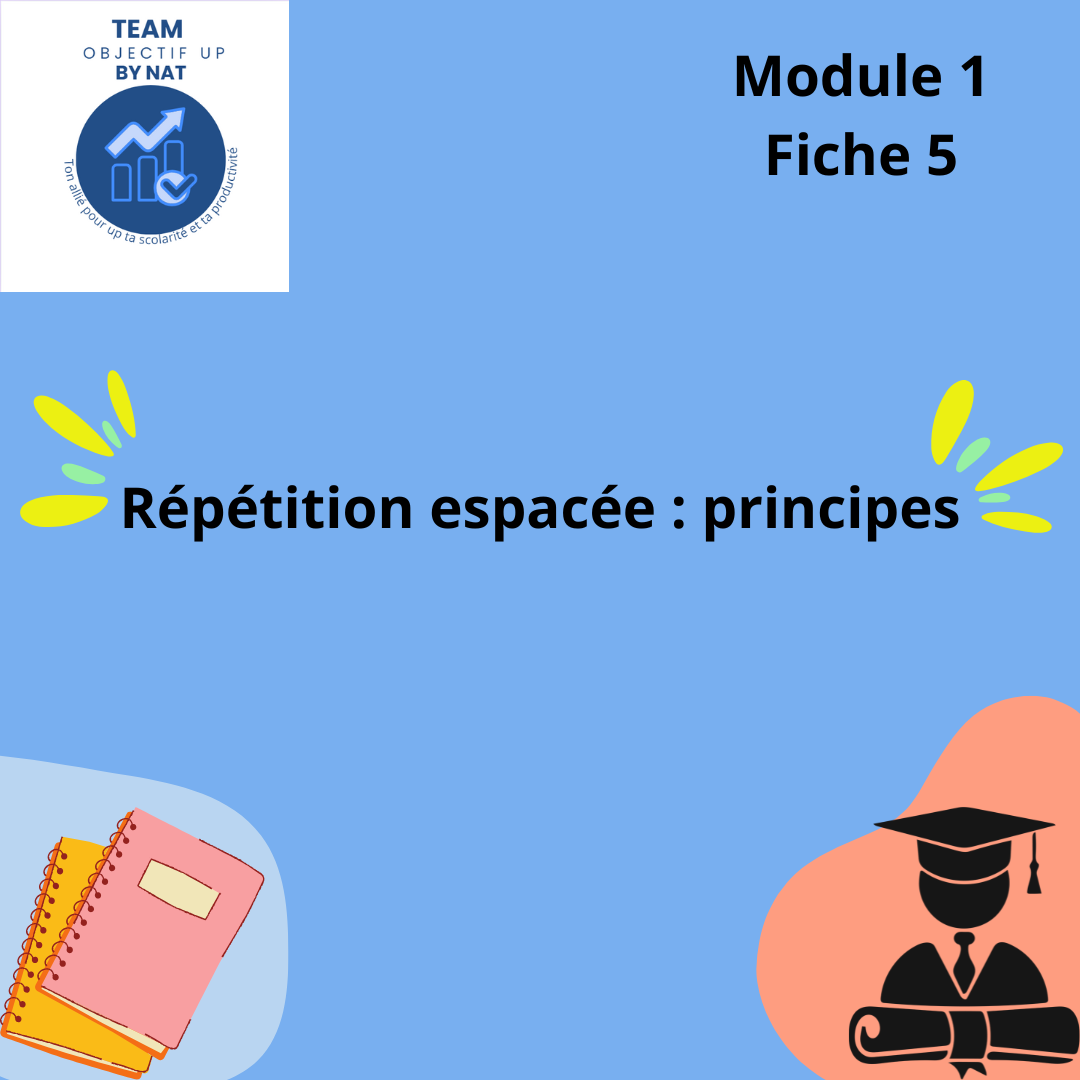 TEAM
OBJECTIF UP
BY NAT
Ton allié pour up ta scolarité et ta productivité
Module 1
Fiche 5
Répétition espacée : principes